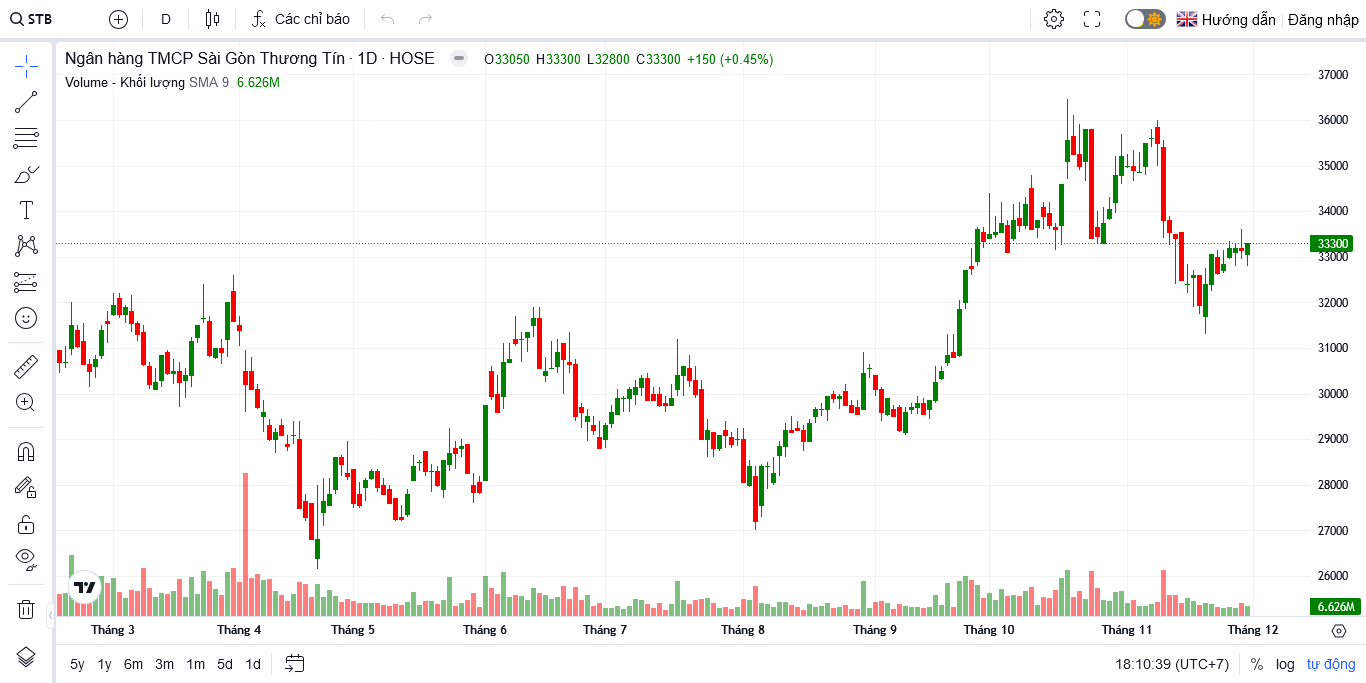 STB D Các chỉ báo Hướng dẫn Đăng nhập
Ngân hàng TMCP Sài Gòn Thương Tín · 1D · HOSE O33050 H33300 L32800 C33300 +150 (+0.45%)
Volume - Khối lượng SMA 9 6.626M
37000
36000
35000
34000
33300
33000
32000
31000
30000
29000
28000
27000
26000
6.626M
Tháng 3 Tháng 4 Tháng 5 Tháng 6 Tháng 7 Tháng 8 Tháng 9 Tháng 10 Tháng 11 Tháng 12
5y 1y 6m 3m 1m 5d 1d 18:10:39 (UTC+7) % log tự động